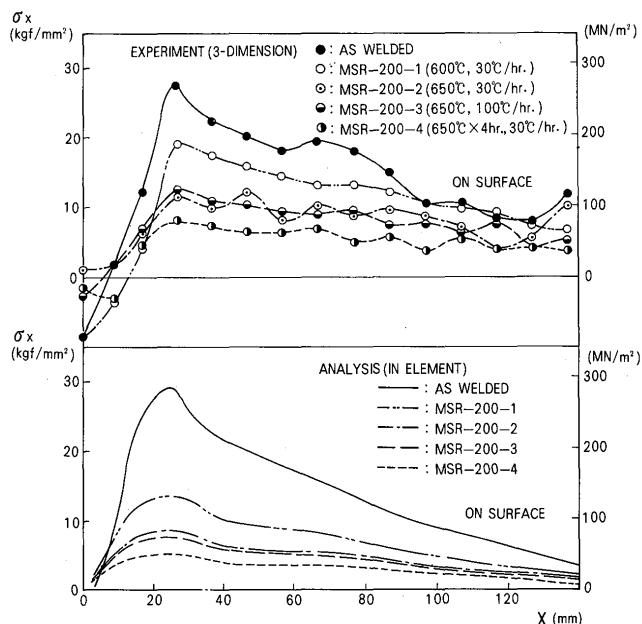 σx
(kgf/mm²)
EXPERIMENT (3-DIMENSION)
● : AS WELDED
○ : MSR-200-1 (600℃, 30℃/hr.)
⊙ : MSR-200-2 (650℃, 30℃/hr.)
◒ : MSR-200-3 (650℃, 100℃/hr.)
◑ : MSR-200-4 (650℃×4hr., 30℃/hr.)
(MN/m²)
30
20
10
0
300
200
100
0
ON SURFACE
σx
(kgf/mm²)
ANALYSIS (IN ELEMENT)
: AS WELDED
: MSR-200-1
: MSR-200-2
: MSR-200-3
: MSR-200-4
(MN/m²)
30
20
10
0
300
200
100
0
ON SURFACE
0 20 40 60 80 100 120
X (mm)